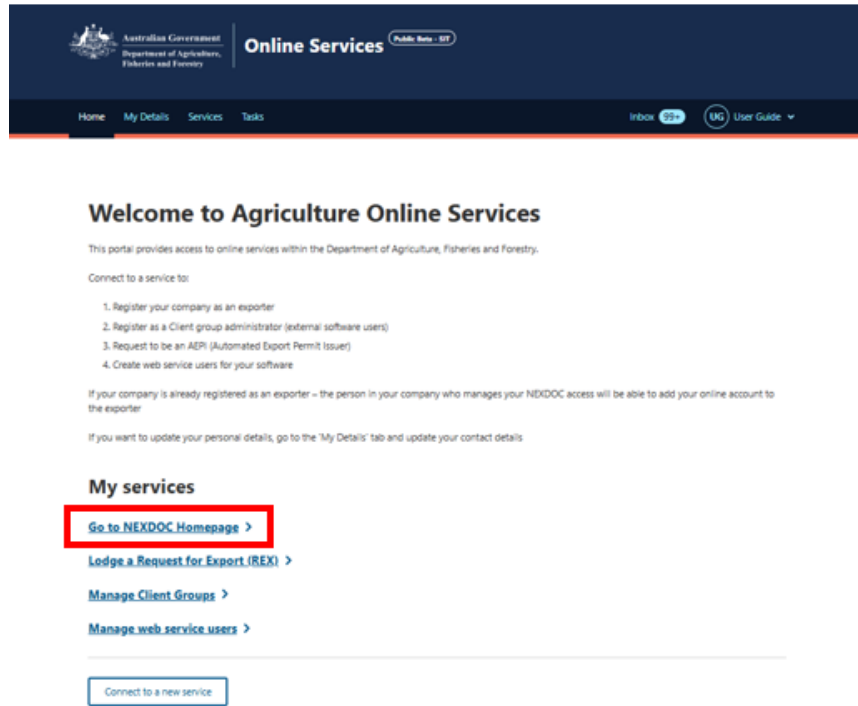 Australian Government
Department of Agriculture,
Fisheries and Forestry
Online Services
Public Beta - SIT
Home My Details Services Tasks Inbox 99+ UG User Guide
Welcome to Agriculture Online Services
This portal provides access to online services within the Department of Agriculture, Fisheries and Forestry.
Connect to a service to:
1. Register your company as an exporter
2. Register as a Client group administrator (external software users)
3. Request to be an AEPI (Automated Export Permit Issuer)
4. Create web service users for your software
If your company is already registered as an exporter – the person in your company who manages your NEXDOC access will be able to add your online account to
the exporter
If you want to update your personal details, go to the 'My Details' tab and update your contact details
My services
Go to NEXDOC Homepage >
Lodge a Request for Export (REX) >
Manage Client Groups >
Manage web service users >
Connect to a new service